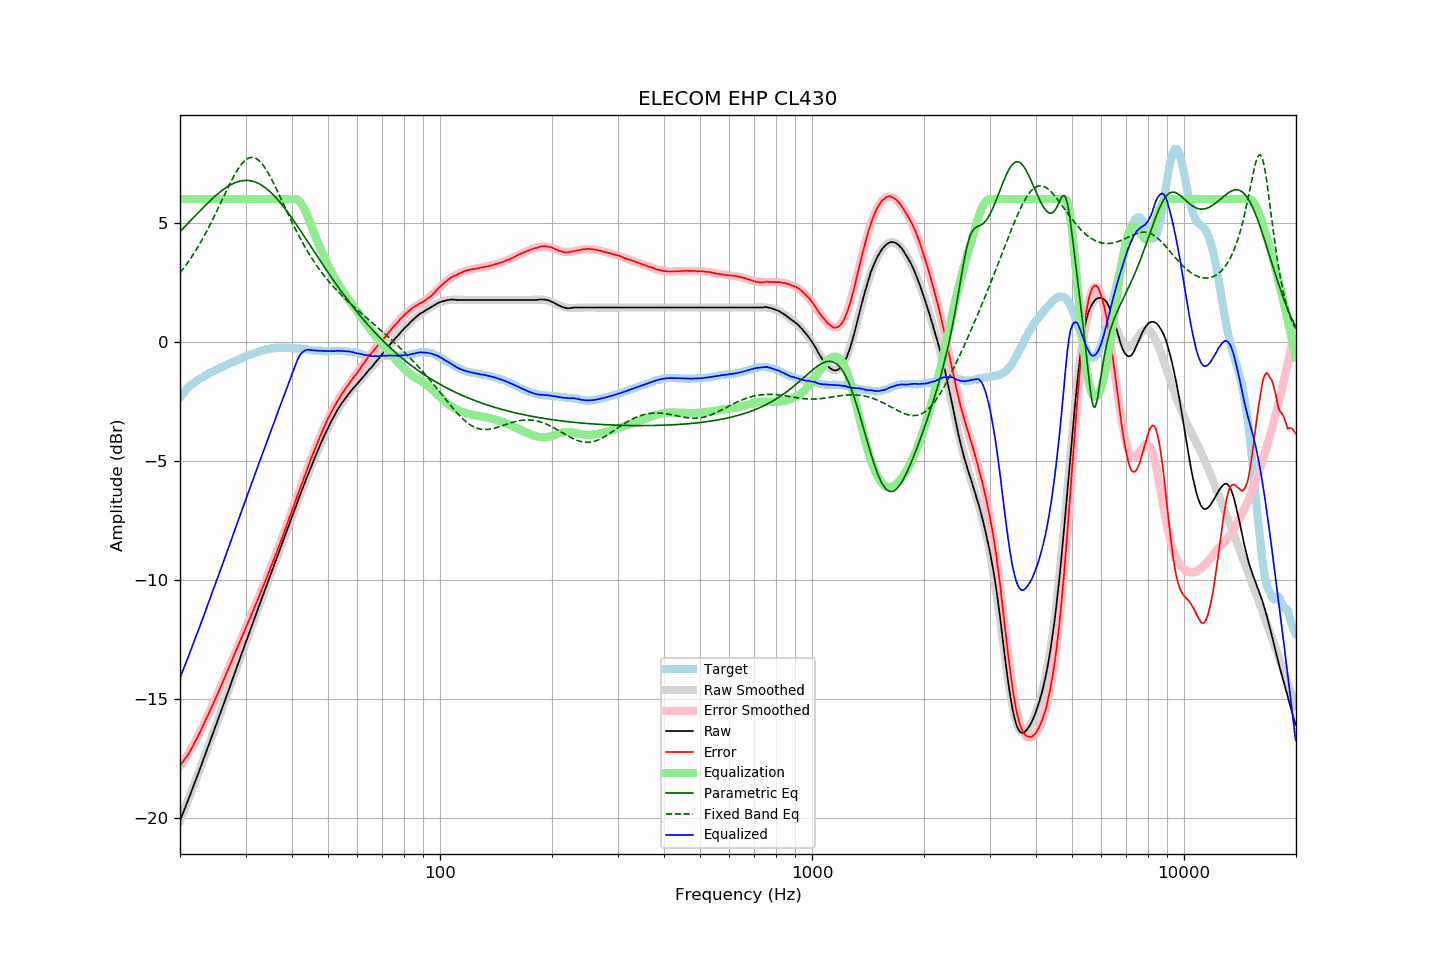 ELECOM EHP CL430
Amplitude (dBr)
5
0
−5
−10
−15
−20
Target
Raw Smoothed
Error Smoothed
Raw
Error
Equalization
Parametric Eq
Fixed Band Eq
Equalized
100
1000
10000
Frequency (Hz)